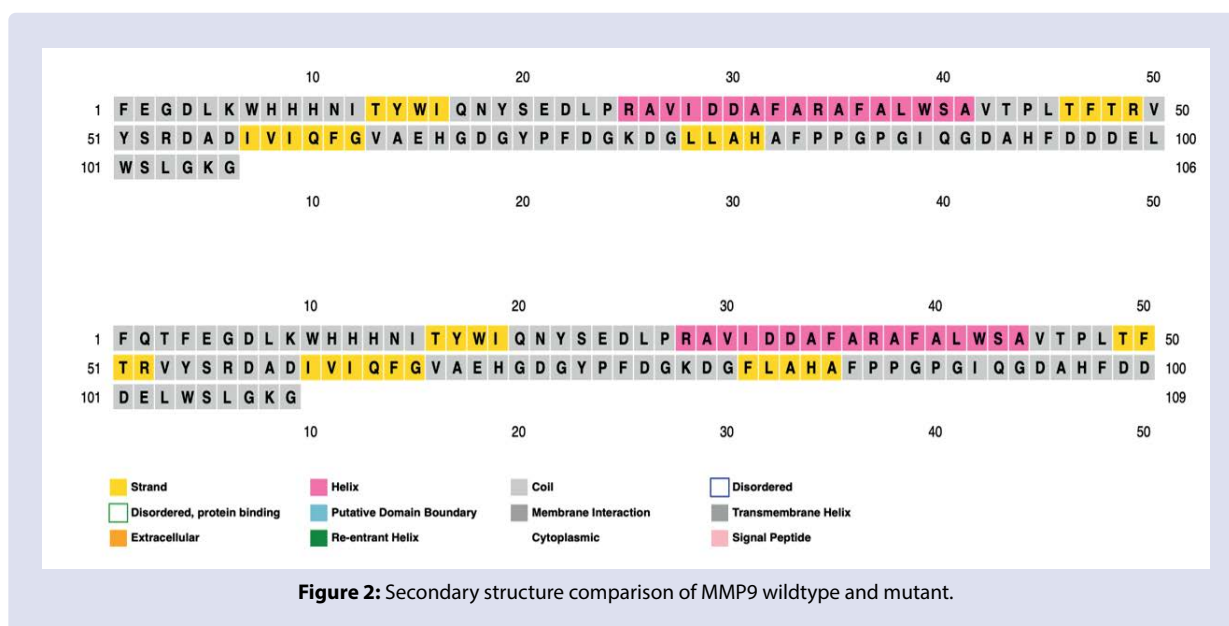 10 20 30 40 50
1 F E G D L K W H H H N I T Y W I Q N Y S E D L P R A V I D D A F A R A F A L W S A V T P L T F T R V 50
51 Y S R D A D I V I Q F G V A E H G D G Y P F D G K D G L L A H A F P P G P G I Q G D A H F D D D E L 100
101 W S L G K G 106
10 20 30 40 50
10 20 30 40 50
1 F Q T F E G D L K W H H H N I T Y W I Q N Y S E D L P R A V I D D A F A R A F A L W S A V T P L T F 50
51 T R V Y S R D A D I V I Q F G V A E H G D G Y P F D G K D G F L A H A F P P G P G I Q G D A H F D D 100
101 D E L W S L G K G 109
10 20 30 40 50
Strand Helix Coil Disordered
Disordered, protein binding Putative Domain Boundary Membrane Interaction Transmembrane Helix
Extracellular Re-entrant Helix Cytoplasmic Signal Peptide
Figure 2: Secondary structure comparison of MMP9 wildtype and mutant.